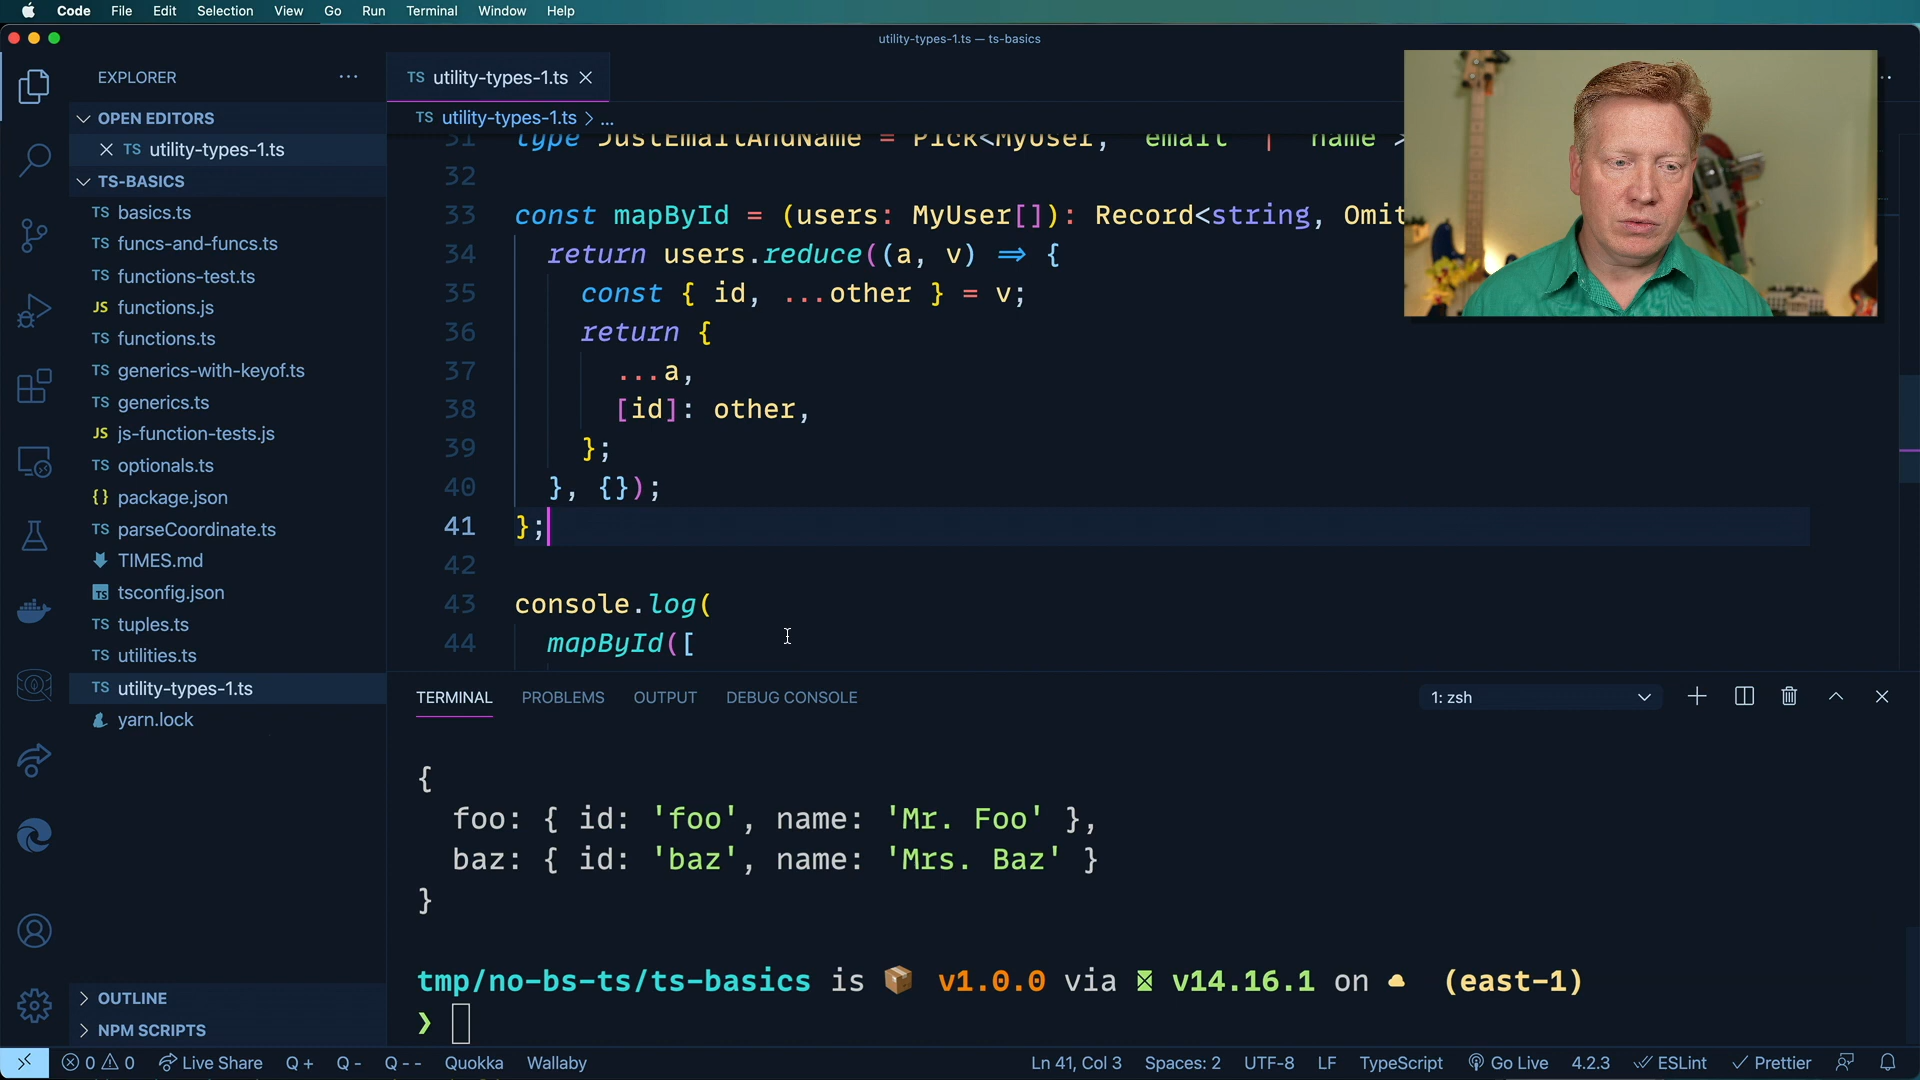 Code File Edit Selection View Go Run Terminal Window Help
utility-types-1.ts — ts-basics
EXPLORER
OPEN EDITORS
TS utility-types-1.ts
TS-BASICS
TS basics.ts
TS funcs-and-funcs.ts
TS functions-test.ts
JS functions.js
TS functions.ts
TS generics-with-keyof.ts
TS generics.ts
JS js-function-tests.js
TS optionals.ts
{} package.json
TS parseCoordinate.ts
TIMES.md
TS tsconfig.json
TS tuples.ts
TS utilities.ts
TS utility-types-1.ts
yarn.lock
OUTLINE
NPM SCRIPTS
TS utility-types-1.ts
TS utility-types-1.ts > ...
31 type JustEmailAndName = Pick<MyUser, "email" | "name">
32
33 const mapById = (users: MyUser[]): Record<string, Omit
34 return users.reduce((a, v) => {
35 const { id, ...other } = v;
36 return {
37 ...a,
38 [id]: other,
39 };
40 }, {});
41 };
42
43 console.log(
44 mapById([
TERMINAL PROBLEMS OUTPUT DEBUG CONSOLE
1: zsh
{
foo: { id: 'foo', name: 'Mr. Foo' },
baz: { id: 'baz', name: 'Mrs. Baz' }
}
tmp/no-bs-ts/ts-basics is 📦 v1.0.0 via v14.16.1 on (east-1)
❯
0 0 Live Share Q + Q - Q - - Quokka Wallaby
Ln 41, Col 3 Spaces: 2 UTF-8 LF TypeScript Go Live 4.2.3 ESLint Prettier